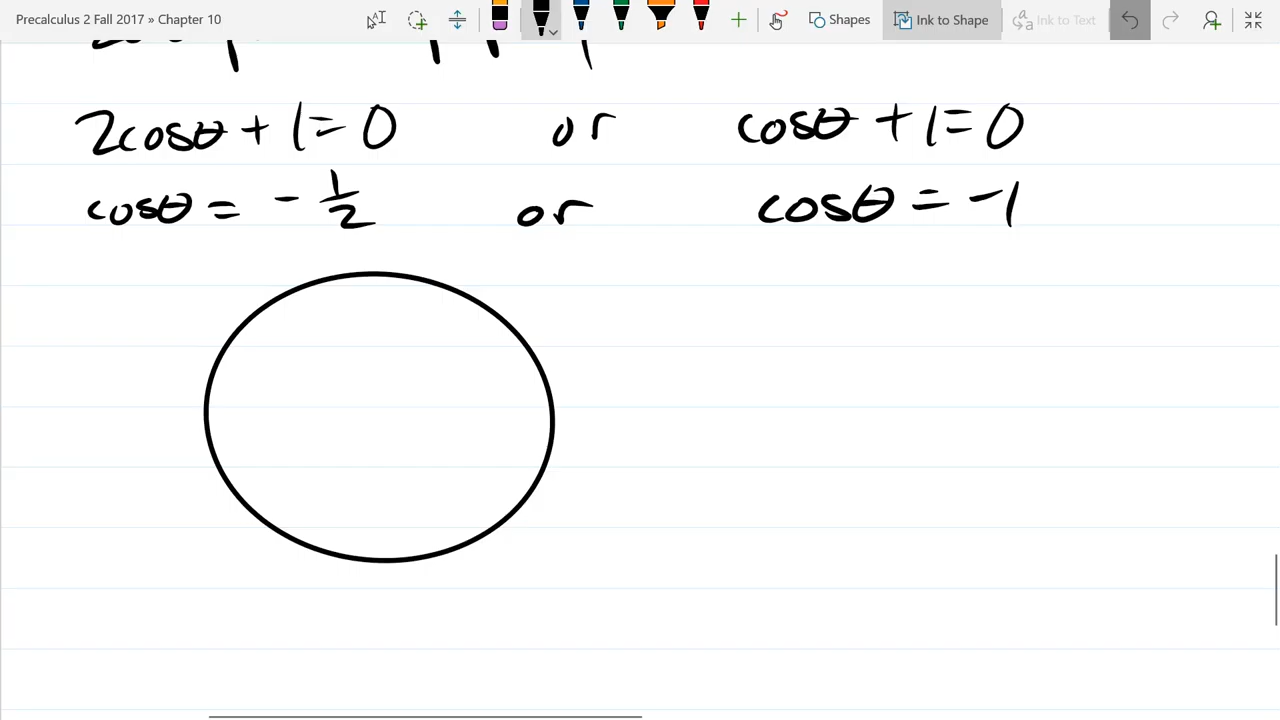 Precalculus 2 Fall 2017 » Chapter 10
Shapes
Ink to Shape
Ink to Text
2cosθ + 1 = 0 or cosθ + 1 = 0
cosθ = - 1/2 or cosθ = -1